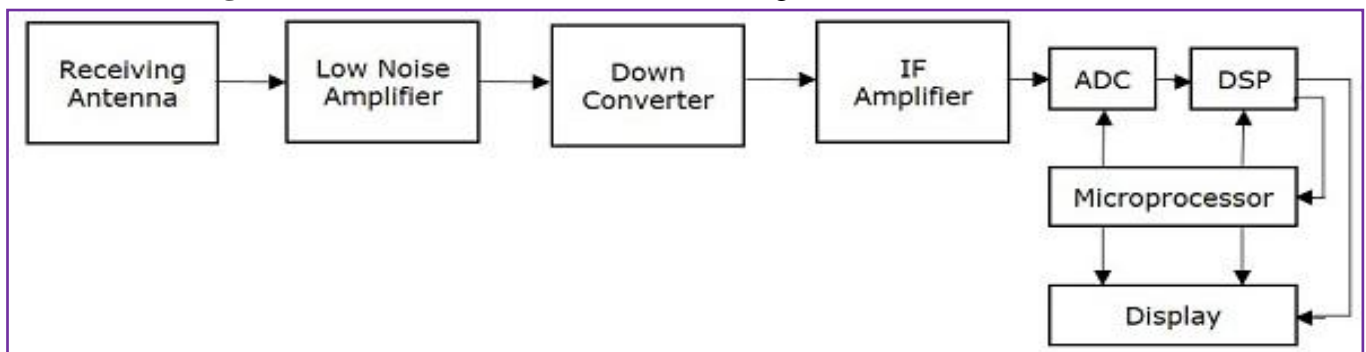 Receiving
Antenna
Low Noise
Amplifier
Down
Converter
IF
Amplifier
ADC
DSP
Microprocessor
Display